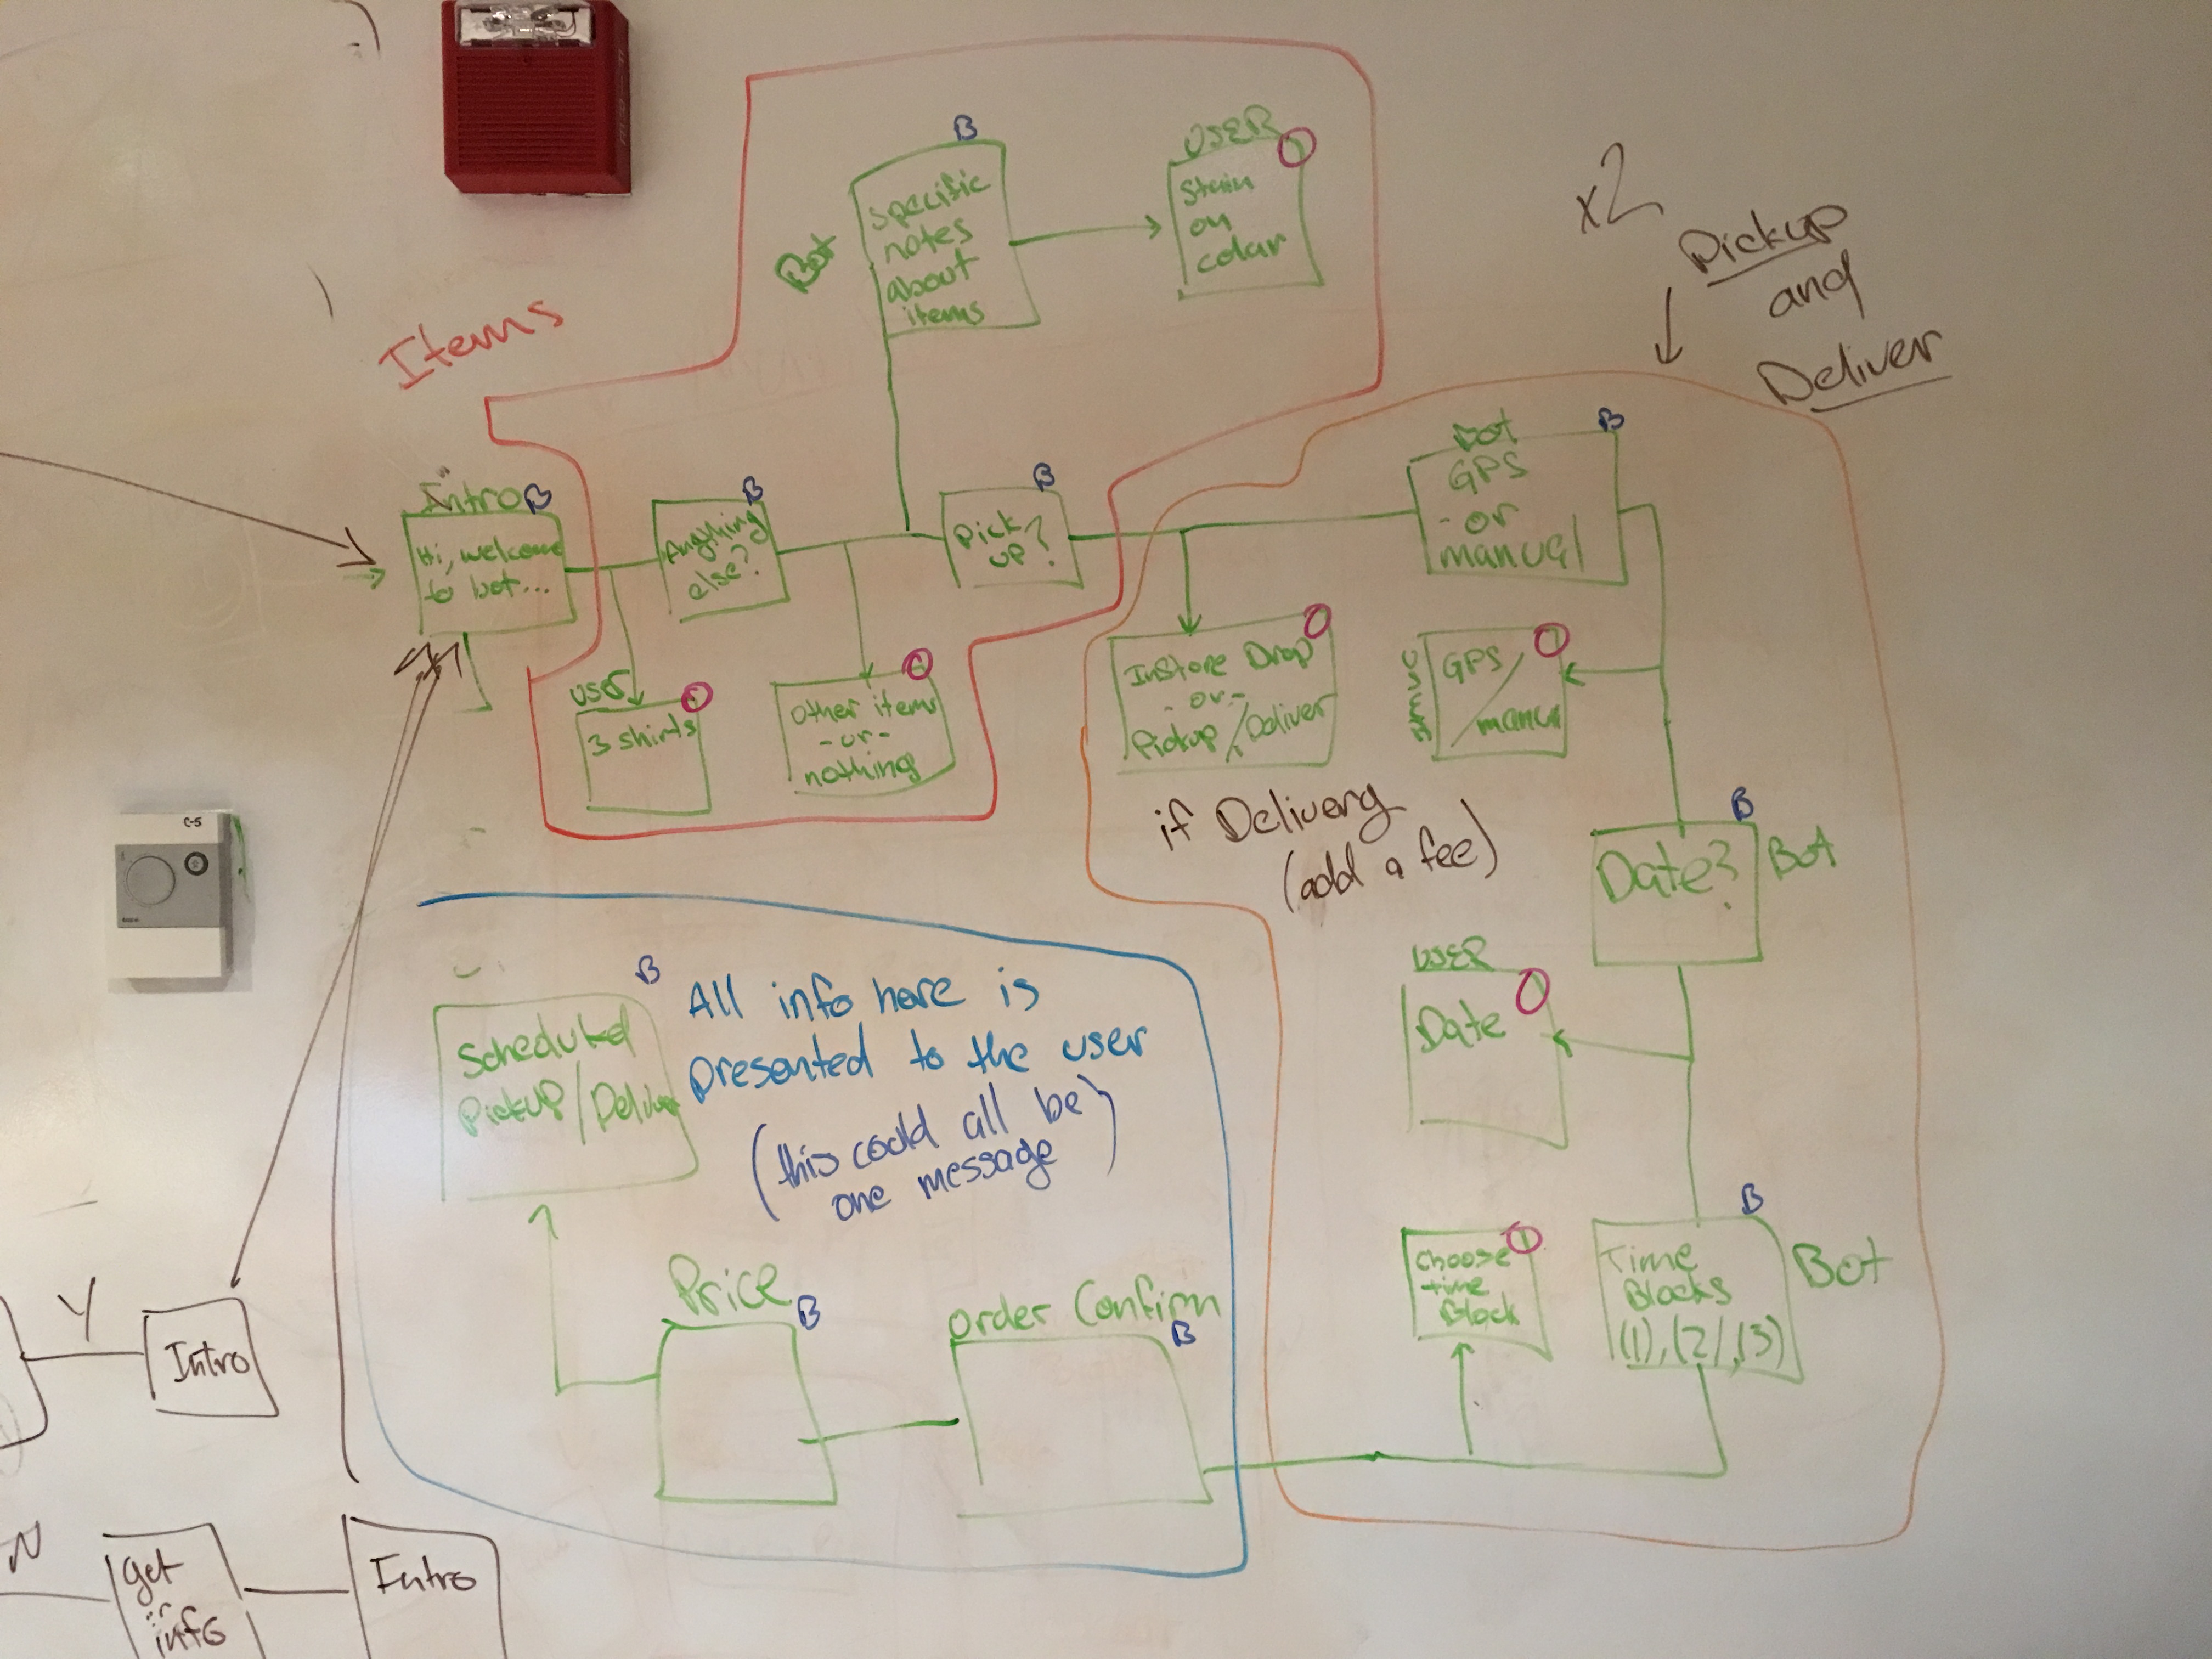 FIRE
x2
Pickup
and
Deliver
Items
B
Bot
specific
notes
about
items
USER
Stain
on
colar
Intro B
Hi, welcome
to bot...
B
Anything
else?
B
Pick
up?
B
Bot
GPS
-or
manual
user
3 shirts
Other items
-or-
nothing
InStore Drop
-or-
Pickup/Deliver
GPS/
manual
if Delivery
(add a fee)
B
Date?
Bot
C-5
USER
Date
B
Scheduled
Pickup/Deliver
All info here is
presented to the user
(this could all be
one message)
B
Time
Blocks
(1),(2),(3)
Bot
Choose
time
Block
Price
B
Order Confirm
B
Y
Intro
N
get
info
Intro